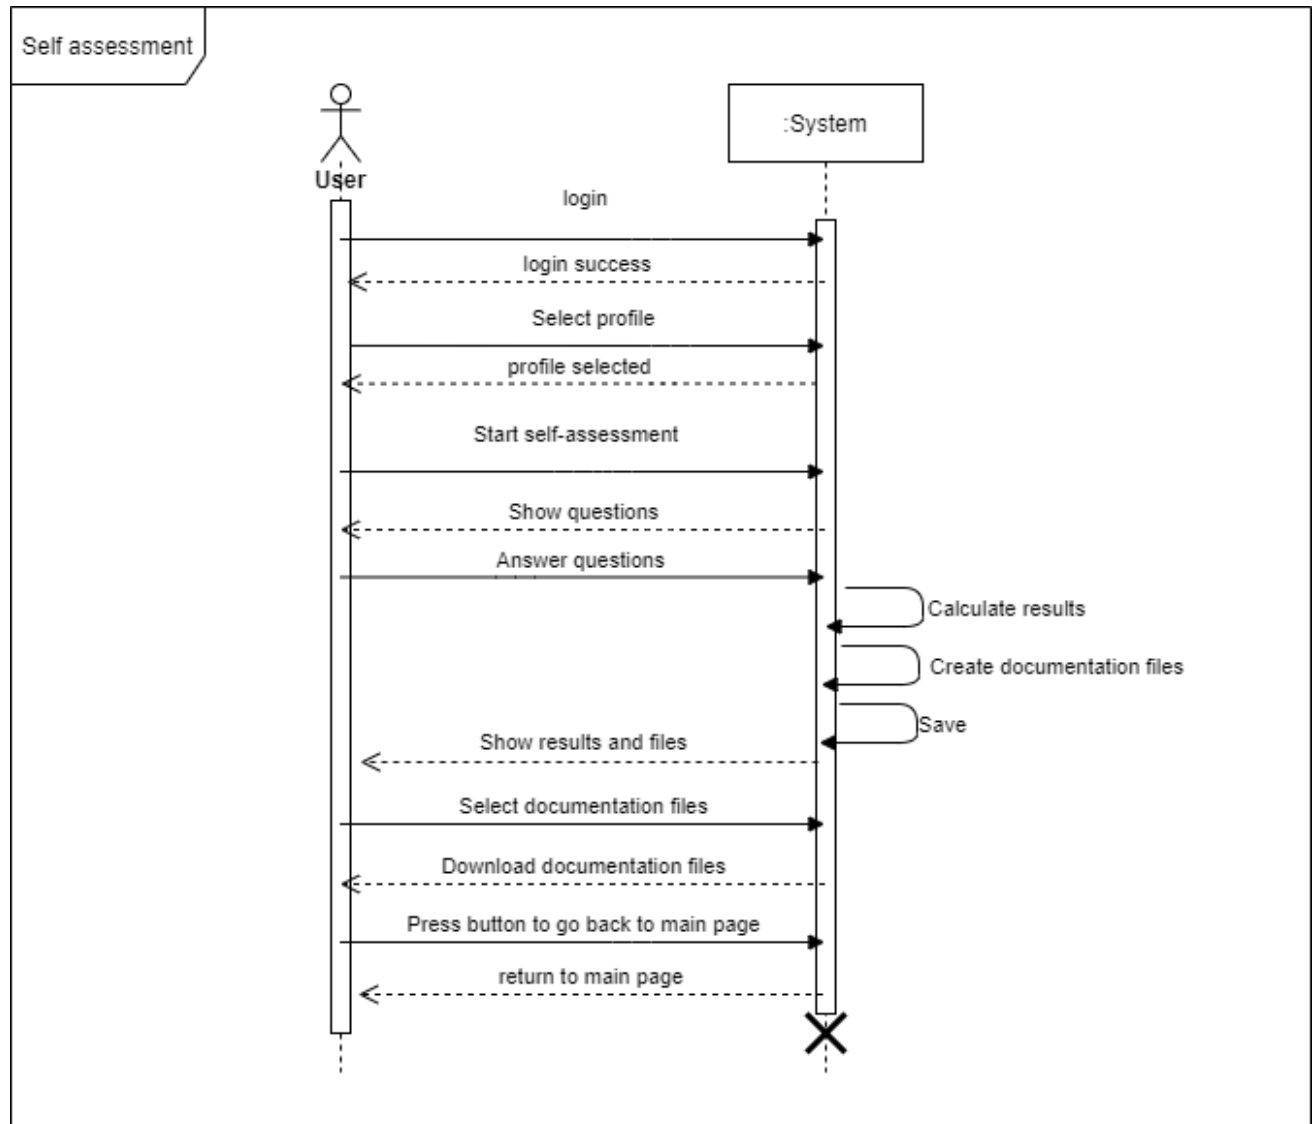 Self assessment
:System
User
login
login success
Select profile
profile selected
Start self-assessment
Show questions
Answer questions
Calculate results
Create documentation files
Save
Show results and files
Select documentation files
Download documentation files
Press button to go back to main page
return to main page